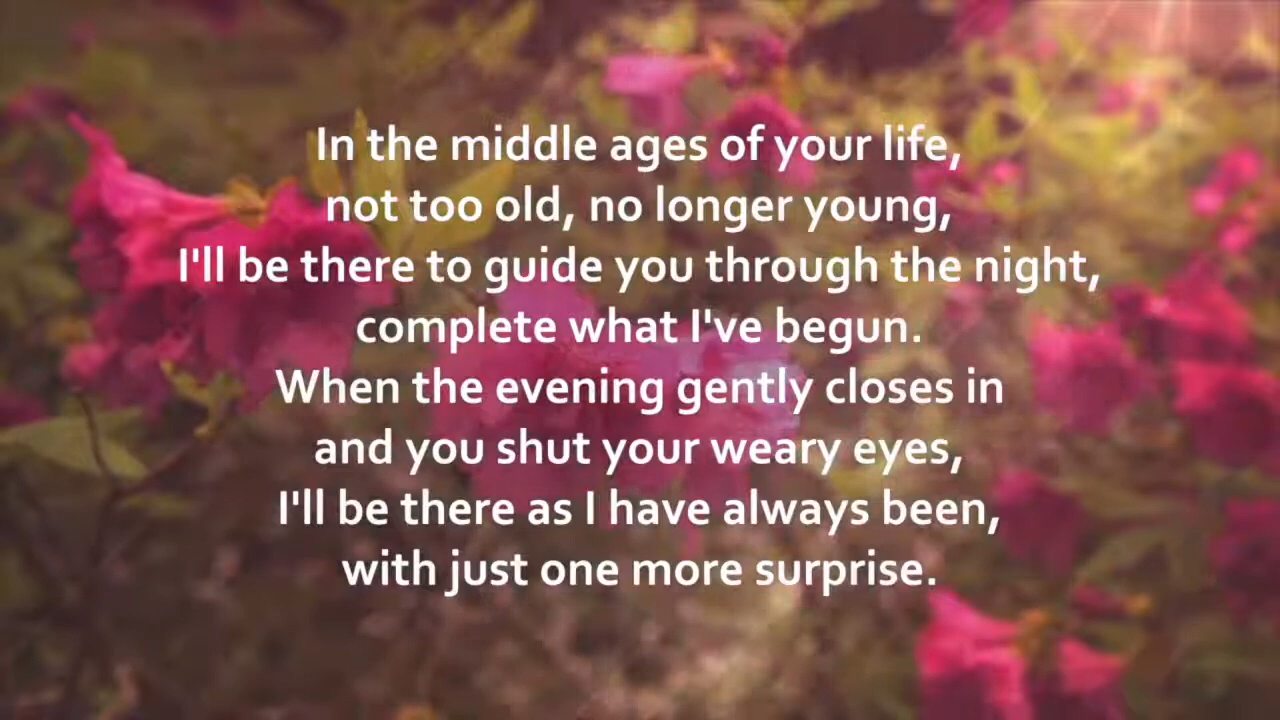 In the middle ages of your life,
not too old, no longer young,
I'll be there to guide you through the night,
complete what I've begun.
When the evening gently closes in
and you shut your weary eyes,
I'll be there as I have always been,
with just one more surprise.